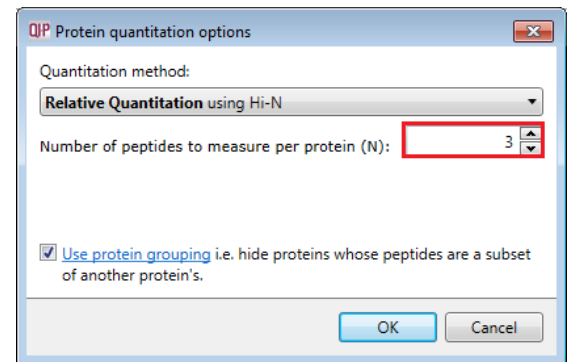 QIP Protein quantitation options
Quantitation method:
Relative Quantitation using Hi-N
Number of peptides to measure per protein (N): 3
Use protein grouping i.e. hide proteins whose peptides are a subset
of another protein's.
OK Cancel